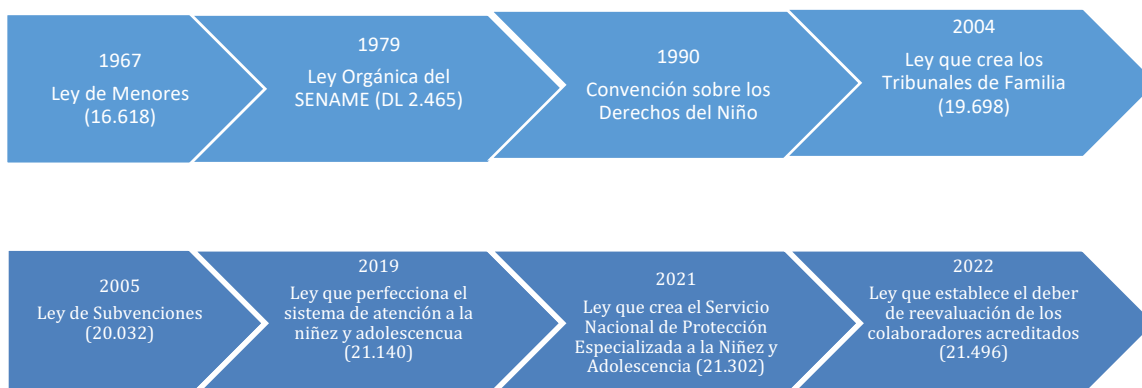 1967
Ley de Menores
(16.618)
1979
Ley Orgánica del
SENAME (DL 2.465)
1990
Convención sobre los
Derechos del Niño
2004
Ley que crea los
Tribunales de Familia
(19.698)
2005
Ley de Subvenciones
(20.032)
2019
Ley que perfecciona el
sistema de atención a la
niñez y adolescencua
(21.140)
2021
Ley que crea el Servicio
Nacional de Protección
Especializada a la Niñez y
Adolescencia (21.302)
2022
Ley que establece el deber
de reevaluación de los
colaboradores acreditados
(21.496)